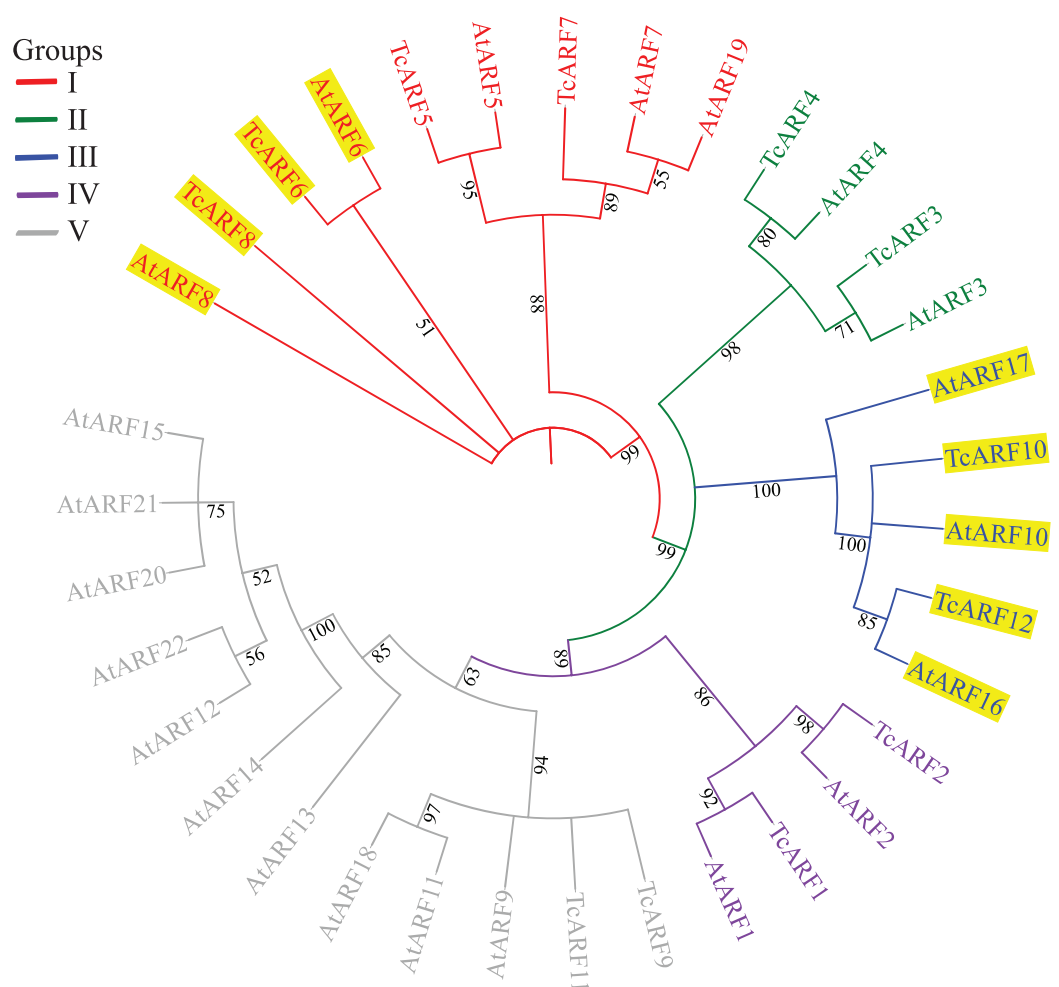 Groups
I
II
III
IV
V
AtARF8
TcARF8
TcARF6
AtARF6
TcARF5
AtARF5
TcARF7
AtARF7
AtARF19
TcARF4
AtARF4
TcARF3
AtARF3
AtARF17
TcARF10
AtARF10
TcARF12
AtARF16
TcARF2
AtARF2
TcARF1
AtARF1
TcARF9
TcARF11
AtARF9
AtARF11
AtARF18
AtARF13
AtARF14
AtARF12
AtARF22
AtARF20
AtARF21
AtARF15
51
95
88
89
55
99
80
71
98
100
100
85
99
89
86
98
92
63
94
97
85
100
52
56
75